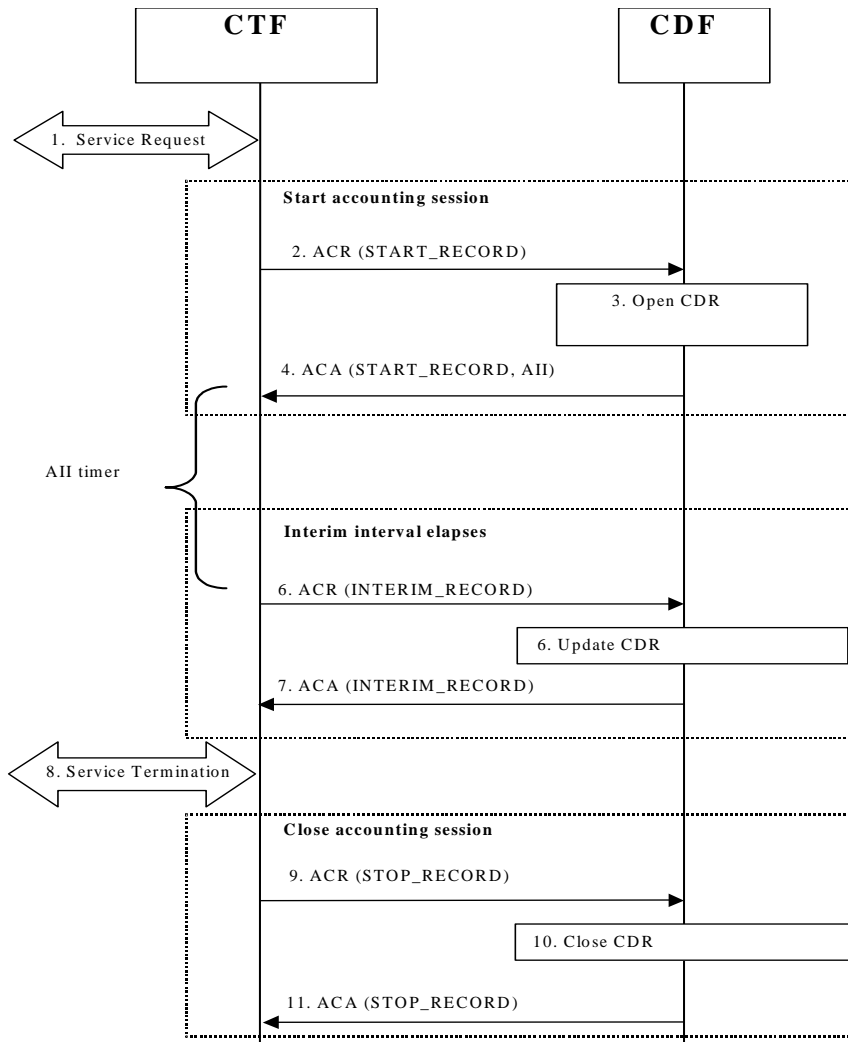 CTF
CDF
1. Service Request
Start accounting session
2. ACR (START_RECORD)
3. Open CDR
4. ACA (START_RECORD, AII)
AII timer
Interim interval elapses
6. ACR (INTERIM_RECORD)
6. Update CDR
7. ACA (INTERIM_RECORD)
8. Service Termination
Close accounting session
9. ACR (STOP_RECORD)
10. Close CDR
11. ACA (STOP_RECORD)